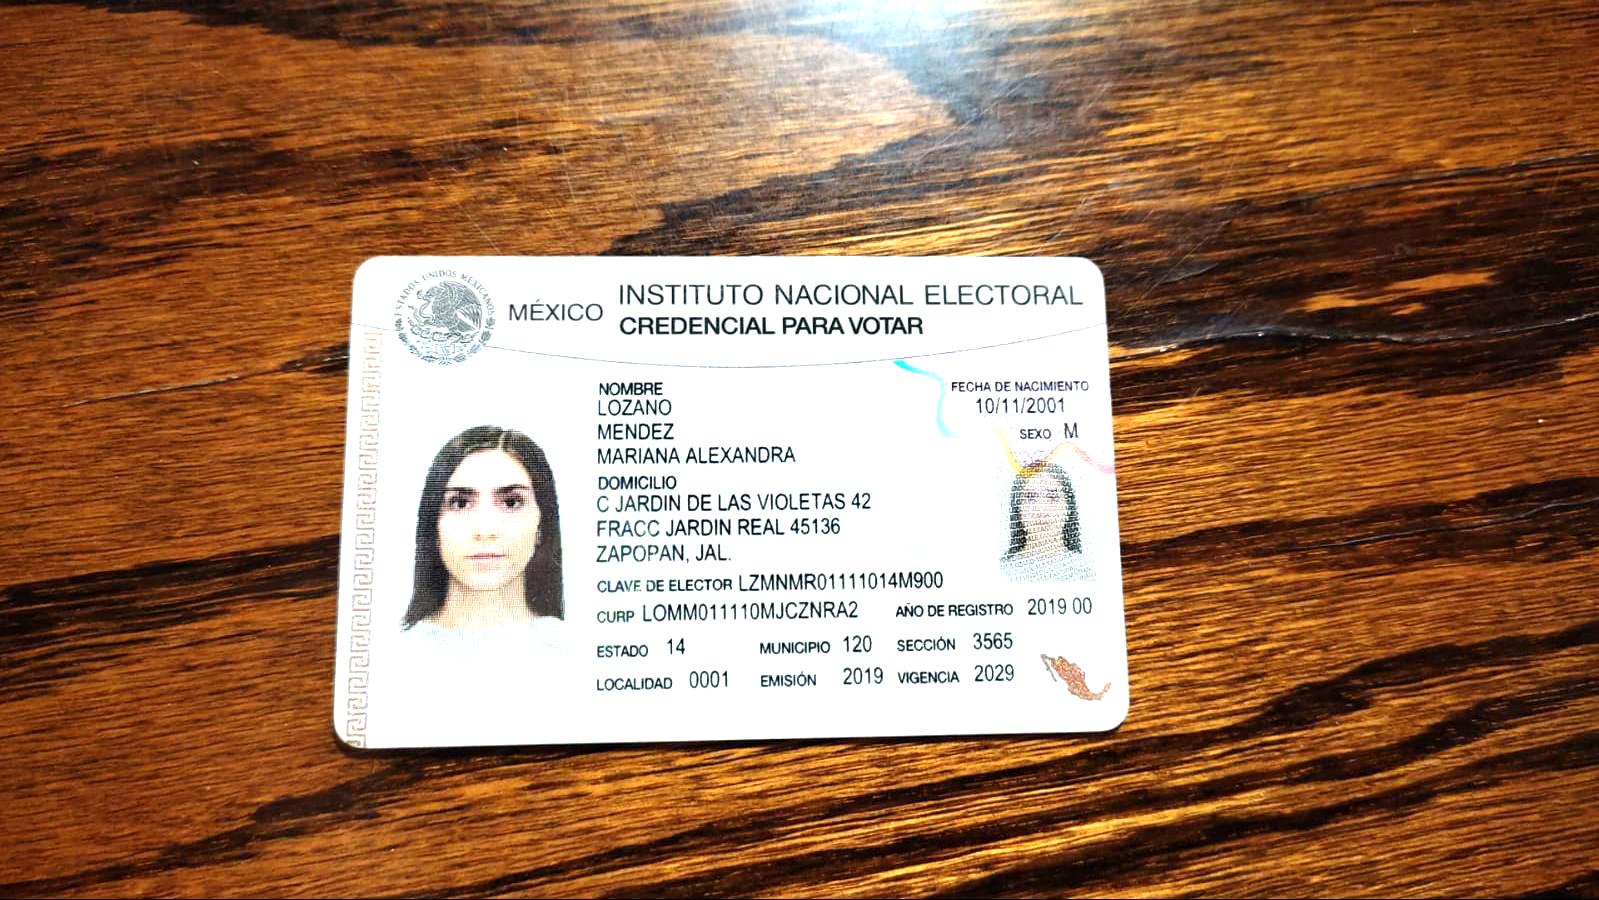 ESTADOS UNIDOS MEXICANOS
MÉXICO
INSTITUTO NACIONAL ELECTORAL
CREDENCIAL PARA VOTAR
NOMBRE
LOZANO
MENDEZ
MARIANA ALEXANDRA
FECHA DE NACIMIENTO
10/11/2001
SEXO M
DOMICILIO
C JARDIN DE LAS VIOLETAS 42
FRACC JARDIN REAL 45136
ZAPOPAN, JAL.
CLAVE DE ELECTOR LZMNMR01111014M900
CURP LOMM011110MJCZNRA2 AÑO DE REGISTRO 2019 00
ESTADO 14 MUNICIPIO 120 SECCIÓN 3565
LOCALIDAD 0001 EMISIÓN 2019 VIGENCIA 2029